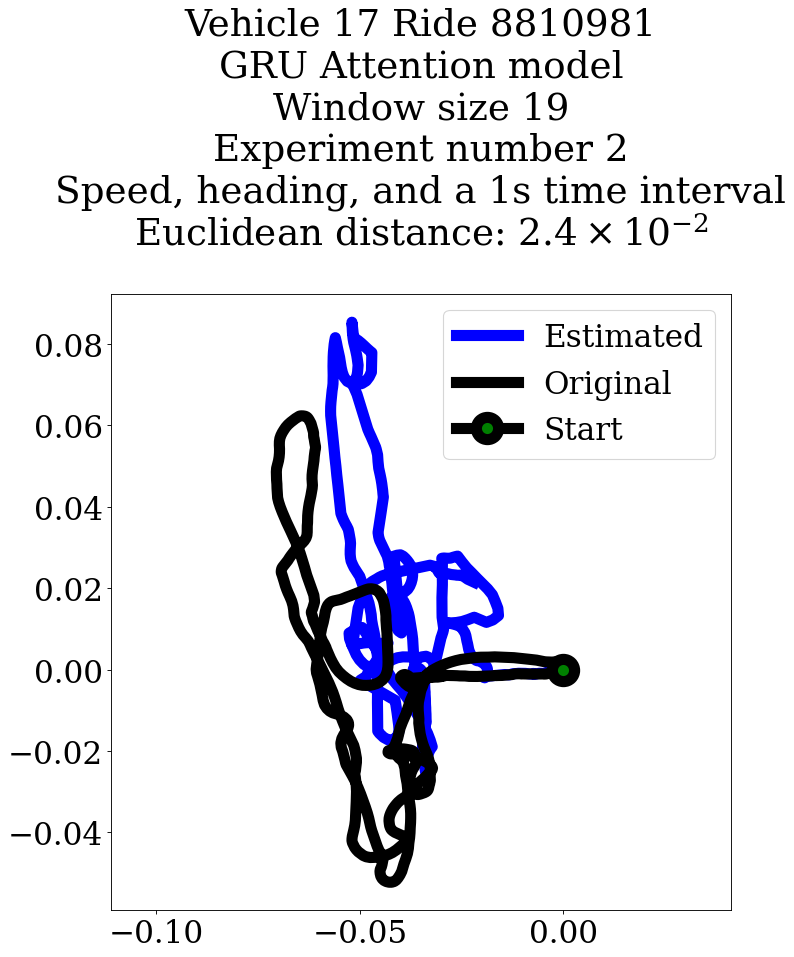 Vehicle 17 Ride 8810981
GRU Attention model
Window size 19
Experiment number 2
Speed, heading, and a 1s time interval
Euclidean distance: 2.4 × 10⁻²
Estimated
Original
Start
0.08
0.06
0.04
0.02
0.00
−0.02
−0.04
−0.10
−0.05
0.00